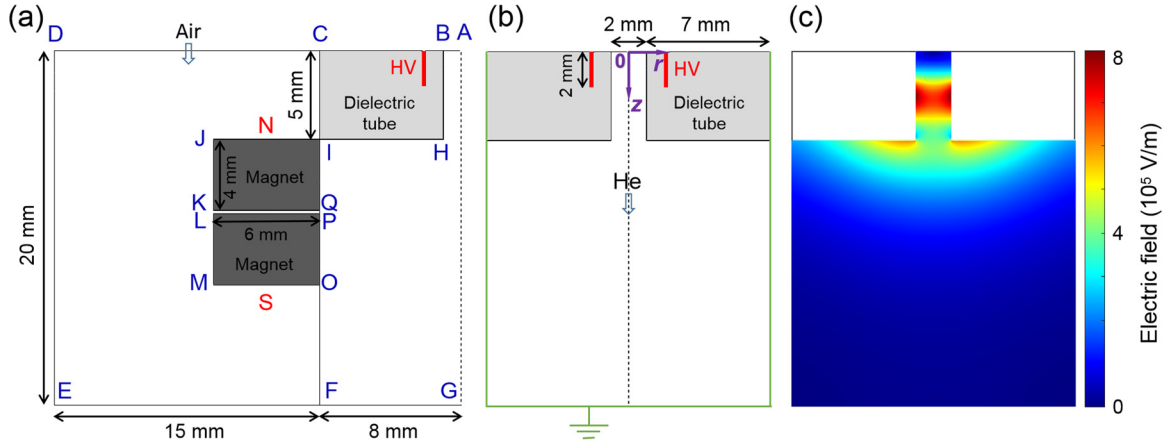 (a)
D
Air
C
B
A
HV
5 mm
Dielectric
tube
N
J
I
H
4 mm
Magnet
K
Q
L
P
6 mm
Magnet
M
O
S
20 mm
E
F
G
15 mm
8 mm
(b)
2 mm
7 mm
0
r
HV
2 mm
z
Dielectric
tube
He
(c)
8
4
0
Electric field (10⁵ V/m)